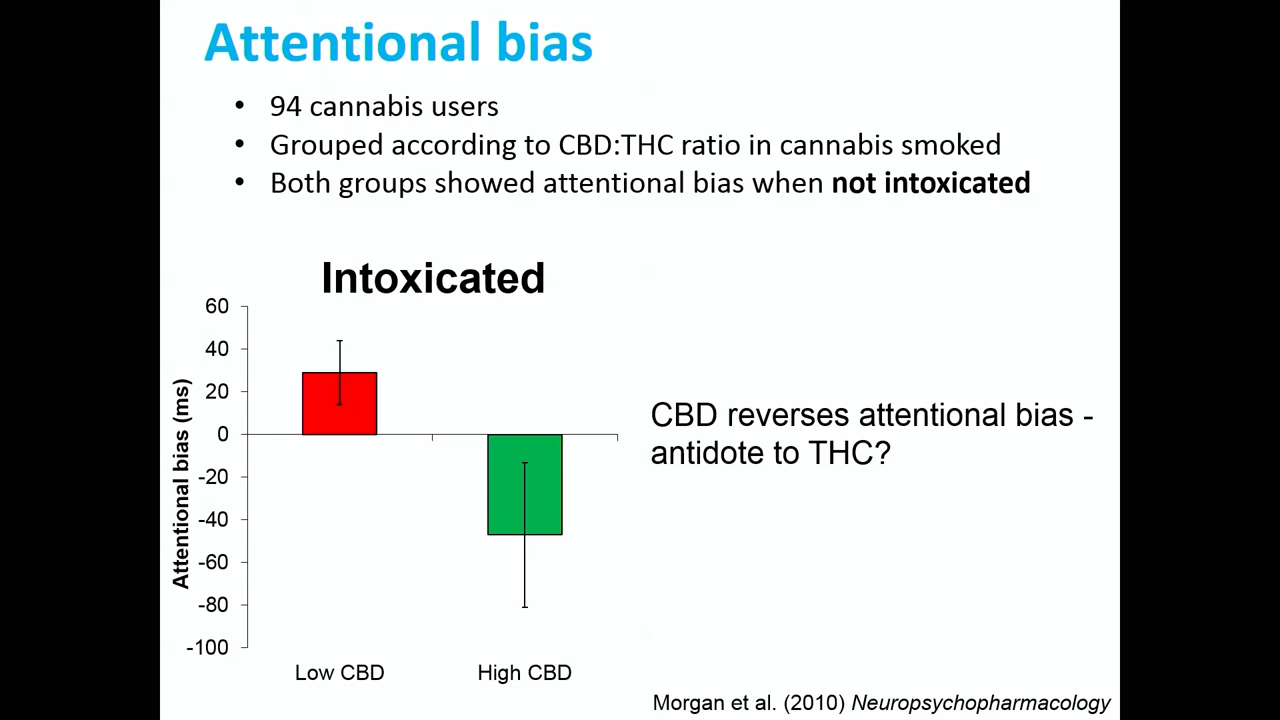 Attentional bias
• 94 cannabis users
• Grouped according to CBD:THC ratio in cannabis smoked
• Both groups showed attentional bias when not intoxicated
Intoxicated
60
40
20
0
-20
-40
-60
-80
-100
Attentional bias (ms)
Low CBD
High CBD
CBD reverses attentional bias -
antidote to THC?
Morgan et al. (2010) Neuropsychopharmacology